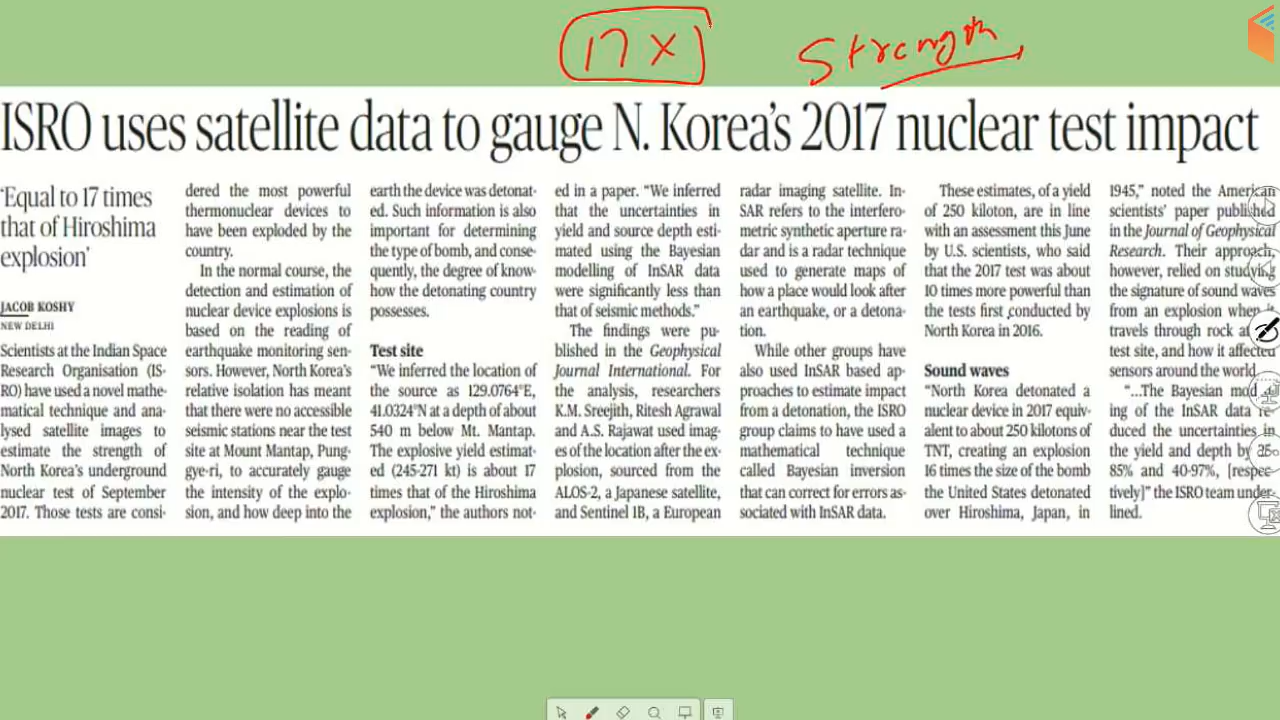 17 X
Strength
ISRO uses satellite data to gauge N. Korea's 2017 nuclear test impact
'Equal to 17 times
that of Hiroshima
explosion'
JACOB KOSHY
NEW DELHI
Scientists at the Indian Space
Research Organisation (IS-
RO) have used a novel mathe-
matical technique and ana-
lysed satellite images to
estimate the strength of
North Korea's underground
nuclear test of September
2017. Those tests are consi-
dered the most powerful
thermonuclear devices to
have been exploded by the
country.
In the normal course, the
detection and estimation of
nuclear device explosions is
based on the reading of
earthquake monitoring sen-
sors. However, North Korea's
relative isolation has meant
that there were no accessible
seismic stations near the test
site at Mount Mantap, Pung-
gye-ri, to accurately gauge
the intensity of the explo-
sion, and how deep into the
earth the device was detonat-
ed. Such information is also
important for determining
the type of bomb, and conse-
quently, the degree of know-
how the detonating country
possesses.
Test site
"We inferred the location of
the source as 129.0764°E,
41.0324°N at a depth of about
540 m below Mt. Mantap.
The explosive yield estimat-
ed (245-271 kt) is about 17
times that of the Hiroshima
explosion," the authors not-
ed in a paper. "We inferred
that the uncertainties in
yield and source depth esti-
mated using the Bayesian
modelling of InSAR data
were significantly less than
that of seismic methods."
The findings were pu-
blished in the Geophysical
Journal International. For
the analysis, researchers
K.M. Sreejith, Ritesh Agrawal
and A.S. Rajawat used imag-
es of the location after the ex-
plosion, sourced from the
ALOS-2, a Japanese satellite,
and Sentinel 1B, a European
radar imaging satellite. In-
SAR refers to the interfero-
metric synthetic aperture ra-
dar and is a radar technique
used to generate maps of
how a place would look after
an earthquake, or a detona-
tion.
While other groups have
also used InSAR based ap-
proaches to estimate impact
from a detonation, the ISRO
group claims to have used a
mathematical technique
called Bayesian inversion
that can correct for errors as-
sociated with InSAR data.
These estimates, of a yield
of 250 kiloton, are in line
with an assessment this June
by U.S. scientists, who said
that the 2017 test was about
10 times more powerful than
the tests first conducted by
North Korea in 2016.
Sound waves
"North Korea detonated a
nuclear device in 2017 equiv-
alent to about 250 kilotons of
TNT, creating an explosion
16 times the size of the bomb
the United States detonated
over Hiroshima, Japan, in
1945," noted the American
scientists' paper published
in the Journal of Geophysical
Research. Their approach,
however, relied on studying
the signature of sound waves
from an explosion when it
travels through rock at
test site, and how it affected
sensors around the world.
"...The Bayesian
ing of the InSAR data re-
duced the uncertainties in
the yield and depth by
85% and 40-97%, [respec
tively]" the ISRO team under-
lined.